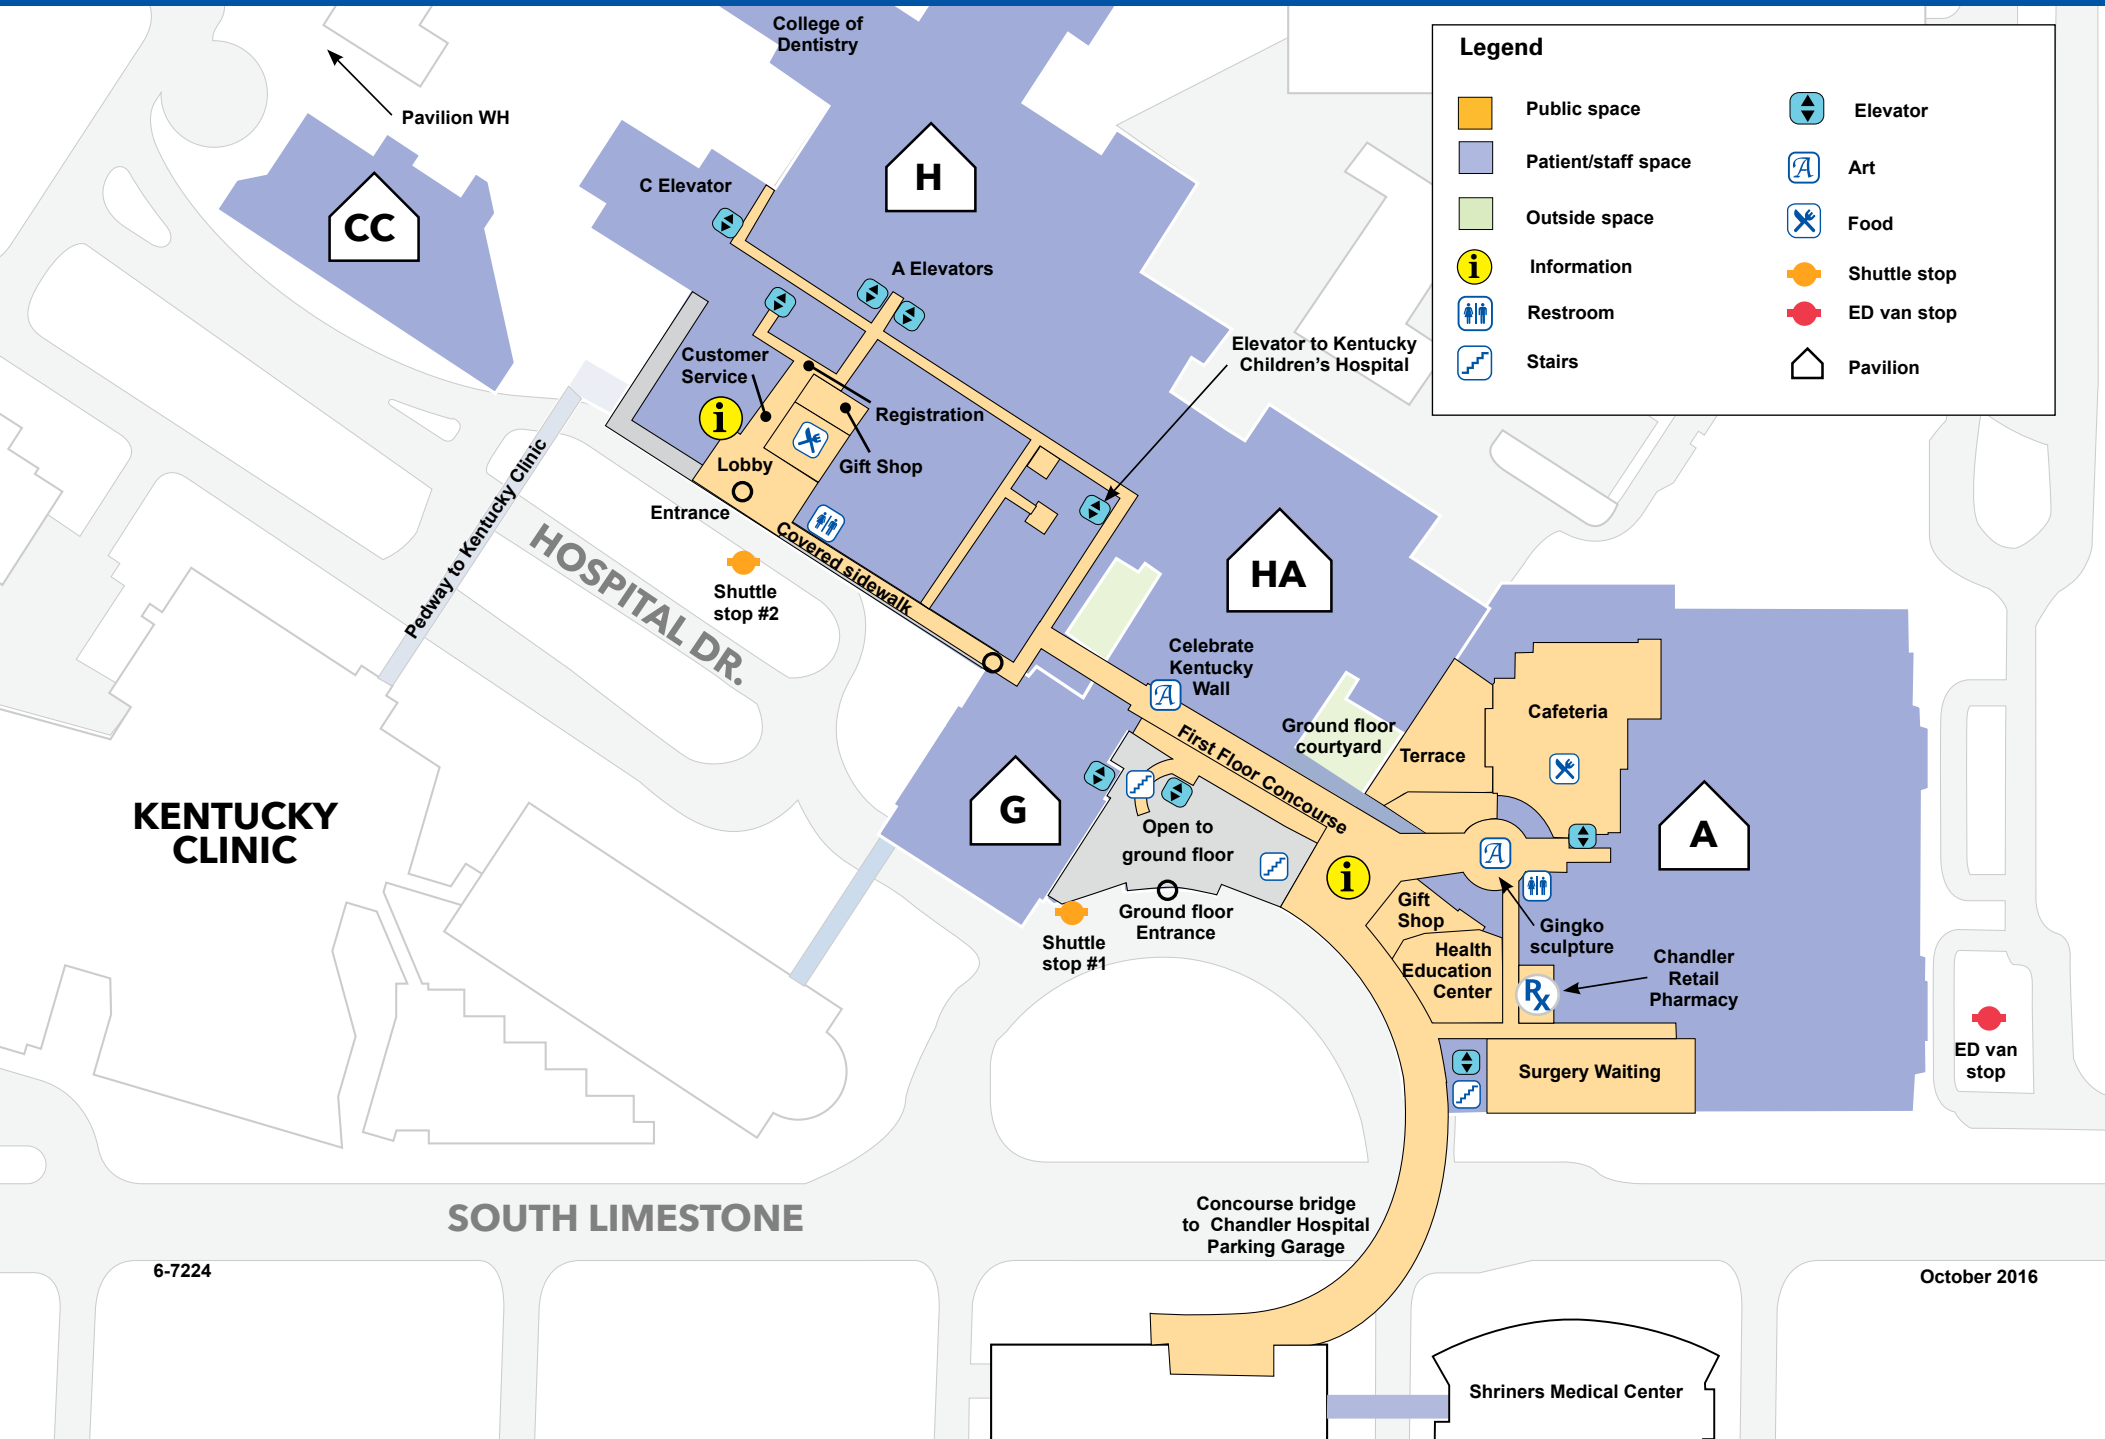 College of
Dentistry
Pavilion WH
CC
C Elevator
H
A Elevators
Legend
Public space
Patient/staff space
Outside space
i
Information
Restroom
Stairs
Elevator
A
Art
Food
Shuttle stop
ED van stop
Pavilion
Elevator to Kentucky
Children's Hospital
Customer
Service
i
Registration
Gift Shop
Lobby
Entrance
Covered sidewalk
Shuttle
stop #2
Pedway to Kentucky Clinic
HOSPITAL DR.
HA
Celebrate
Kentucky
Wall
A
First Floor Concourse
Ground floor
courtyard
Terrace
Cafeteria
KENTUCKY
CLINIC
G
Open to
ground floor
Ground floor
Entrance
Shuttle
stop #1
i
A
A
Gift
Shop
Gingko
sculpture
Health
Education
Center
Rx
Chandler
Retail
Pharmacy
Surgery Waiting
ED van
stop
SOUTH LIMESTONE
Concourse bridge
to Chandler Hospital
Parking Garage
6-7224
October 2016
Shriners Medical Center